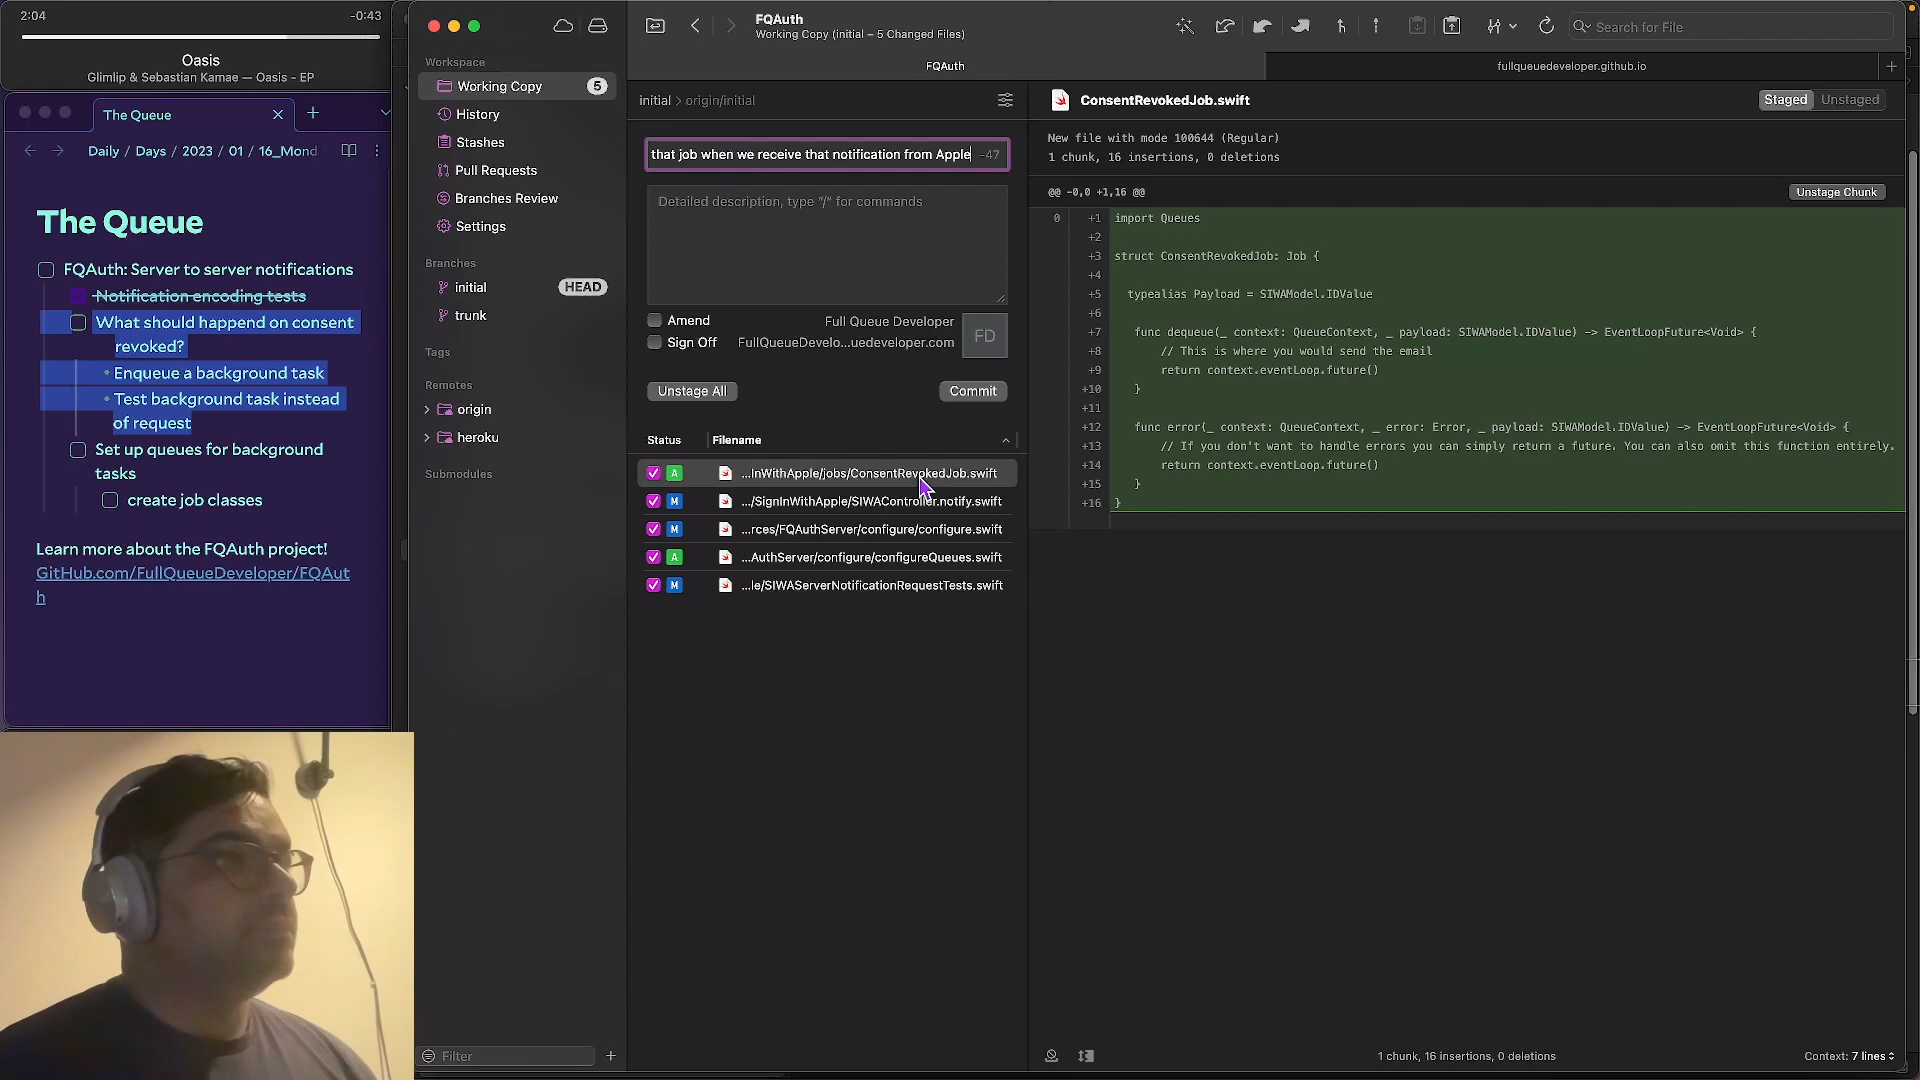 2:04
-0:43
Oasis
Glimlip & Sebastian Kamae — Oasis - EP
The Queue
Daily / Days / 2023 / 01 / 16_Mond
The Queue
FQAuth: Server to server notifications
Notification encoding tests
What should happend on consent
revoked?
Enqueue a background task
Test background task instead
of request
Set up queues for background
tasks
create job classes
Learn more about the FQAuth project!
GitHub.com/FullQueueDeveloper/FQAut
h
Workspace
Working Copy
5
History
Stashes
Pull Requests
Branches Review
Settings
Branches
initial
HEAD
trunk
Tags
Remotes
origin
heroku
Submodules
Filter
FQAuth
Working Copy (initial – 5 Changed Files)
Search for File
FQAuth
fullqueuedeveloper.github.io
initial > origin/initial
that job when we receive that notification from Apple
-47
Detailed description, type "/" for commands
Amend
Full Queue Developer
Sign Off
FullQueueDevelo...uedeveloper.com
FD
Unstage All
Commit
Status
Filename
A
...InWithApple/jobs/ConsentRevokedJob.swift
M
.../SignInWithApple/SIWAController.notify.swift
M
...rces/FQAuthServer/configure/configure.swift
A
...AuthServer/configure/configureQueues.swift
M
...le/SIWAServerNotificationRequestTests.swift
ConsentRevokedJob.swift
Staged
Unstaged
New file with mode 100644 (Regular)
1 chunk, 16 insertions, 0 deletions
@@ -0,0 +1,16 @@
Unstage Chunk
0 +1 import Queues
+2
+3 struct ConsentRevokedJob: Job {
+4
+5 typealias Payload = SIWAModel.IDValue
+6
+7 func dequeue(_ context: QueueContext, _ payload: SIWAModel.IDValue) -> EventLoopFuture<Void> {
+8 // This is where you would send the email
+9 return context.eventLoop.future()
+10 }
+11
+12 func error(_ context: QueueContext, _ error: Error, _ payload: SIWAModel.IDValue) -> EventLoopFuture<Void> {
+13 // If you don't want to handle errors you can simply return a future. You can also omit this function entirely.
+14 return context.eventLoop.future()
+15 }
+16 }
1 chunk, 16 insertions, 0 deletions
Context: 7 lines